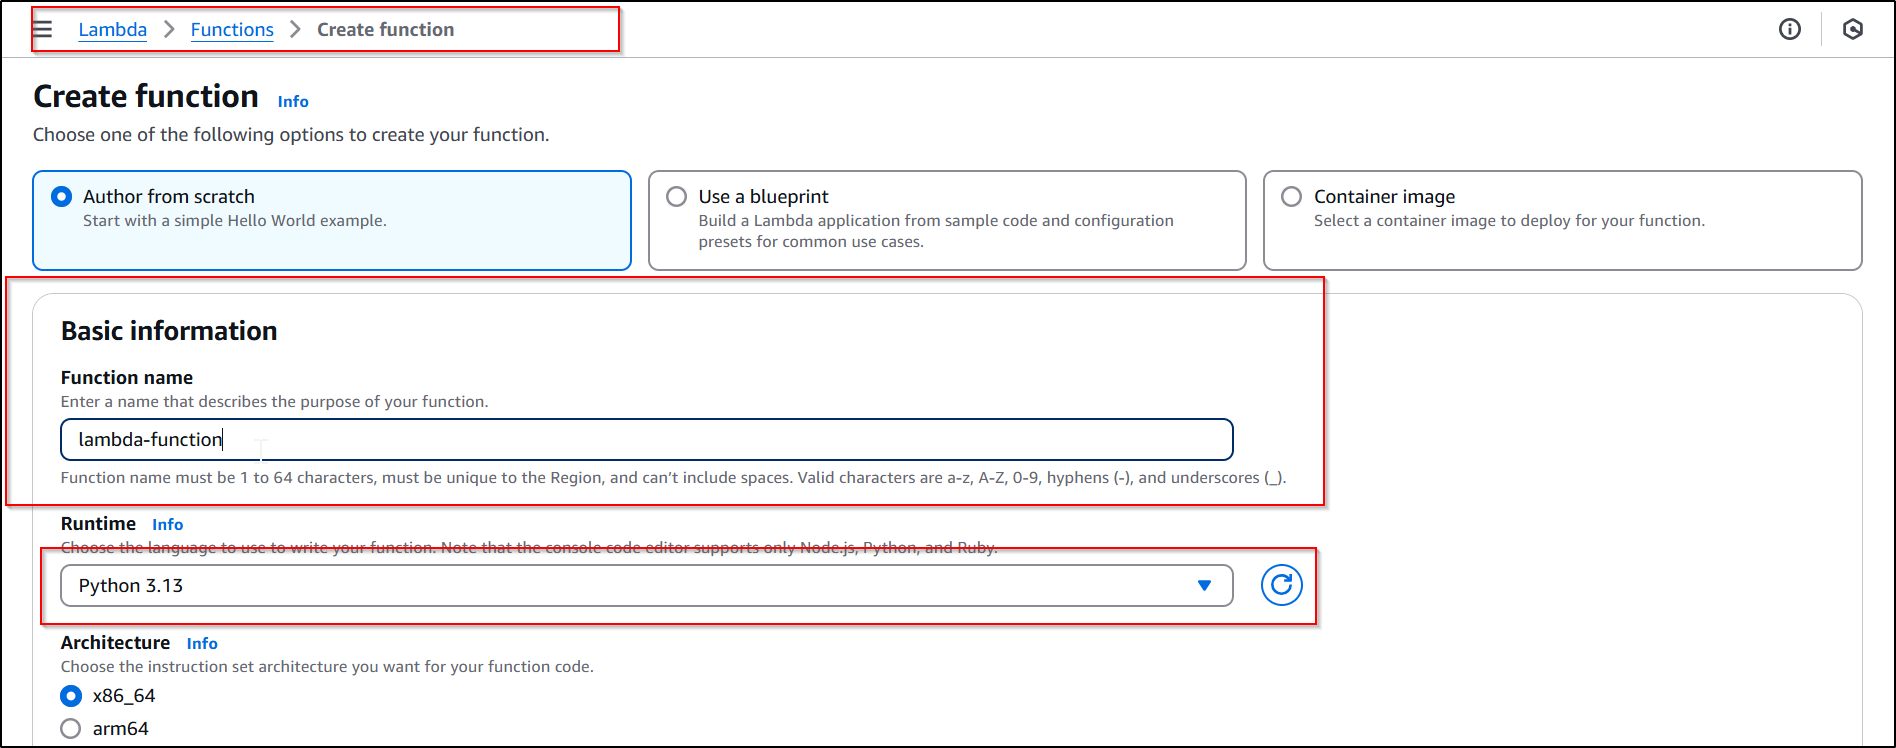 Lambda > Functions > Create function
Create function Info
Choose one of the following options to create your function.
Author from scratch
Start with a simple Hello World example.
Use a blueprint
Build a Lambda application from sample code and configuration
presets for common use cases.
Container image
Select a container image to deploy for your function.
Basic information
Function name
Enter a name that describes the purpose of your function.
lambda-function
Function name must be 1 to 64 characters, must be unique to the Region, and can’t include spaces. Valid characters are a-z, A-Z, 0-9, hyphens (-), and underscores (_).
Runtime Info
Choose the language to use to write your function. Note that the console code editor supports only Node.js, Python, and Ruby.
Python 3.13
Architecture Info
Choose the instruction set architecture you want for your function code.
x86_64
arm64